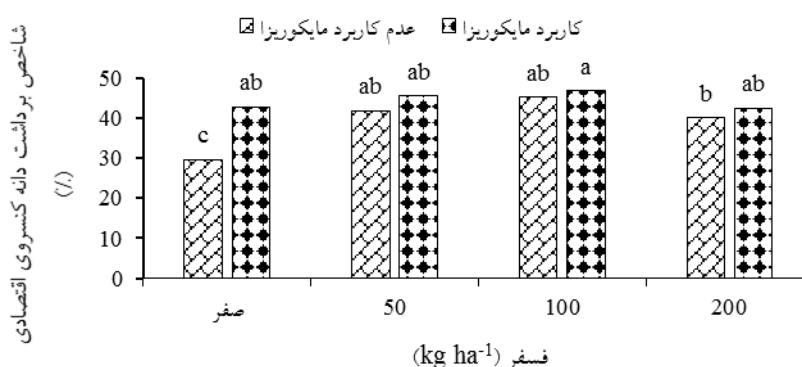 عدم کاربرد مایکوریزا کاربرد مایکوریزا
شاخص برداشت دانه کنسروی اقتصادی
(٪)
50
40
30
20
10
0
c ab ab ab ab a b ab
صفر 50 100 200
فسفر (kg ha⁻¹)